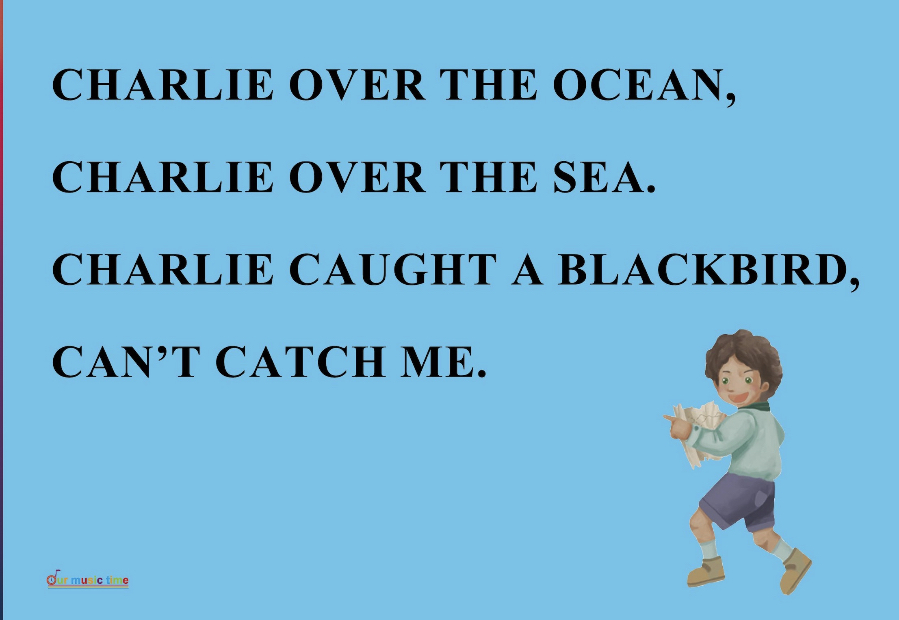 CHARLIE OVER THE OCEAN,
CHARLIE OVER THE SEA.
CHARLIE CAUGHT A BLACKBIRD,
CAN’T CATCH ME.
Our music time